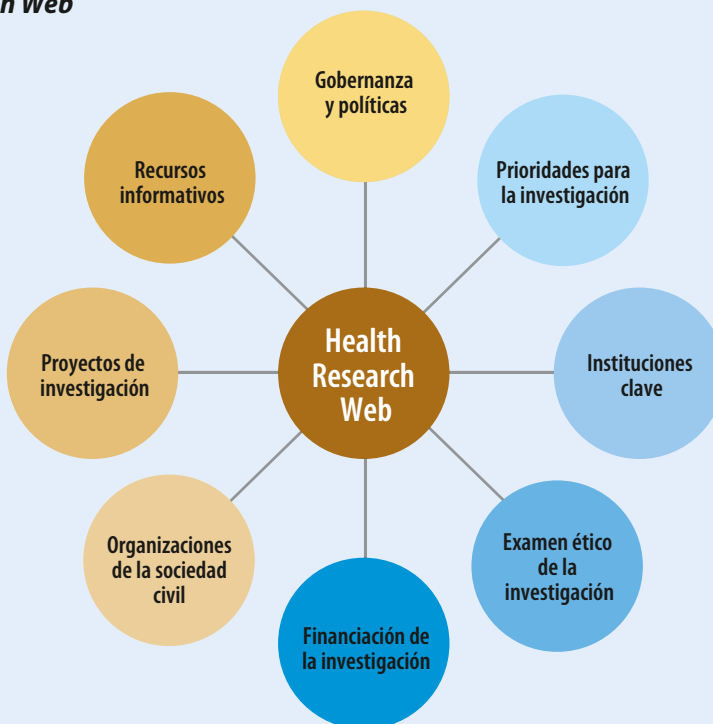 Web
Gobernanza
y políticas
Prioridades para
la investigación
Instituciones
clave
Examen ético
de la
investigación
Financiación de
la investigación
Organizaciones
de la sociedad
civil
Proyectos de
investigación
Recursos
informativos
Health
Research
Web